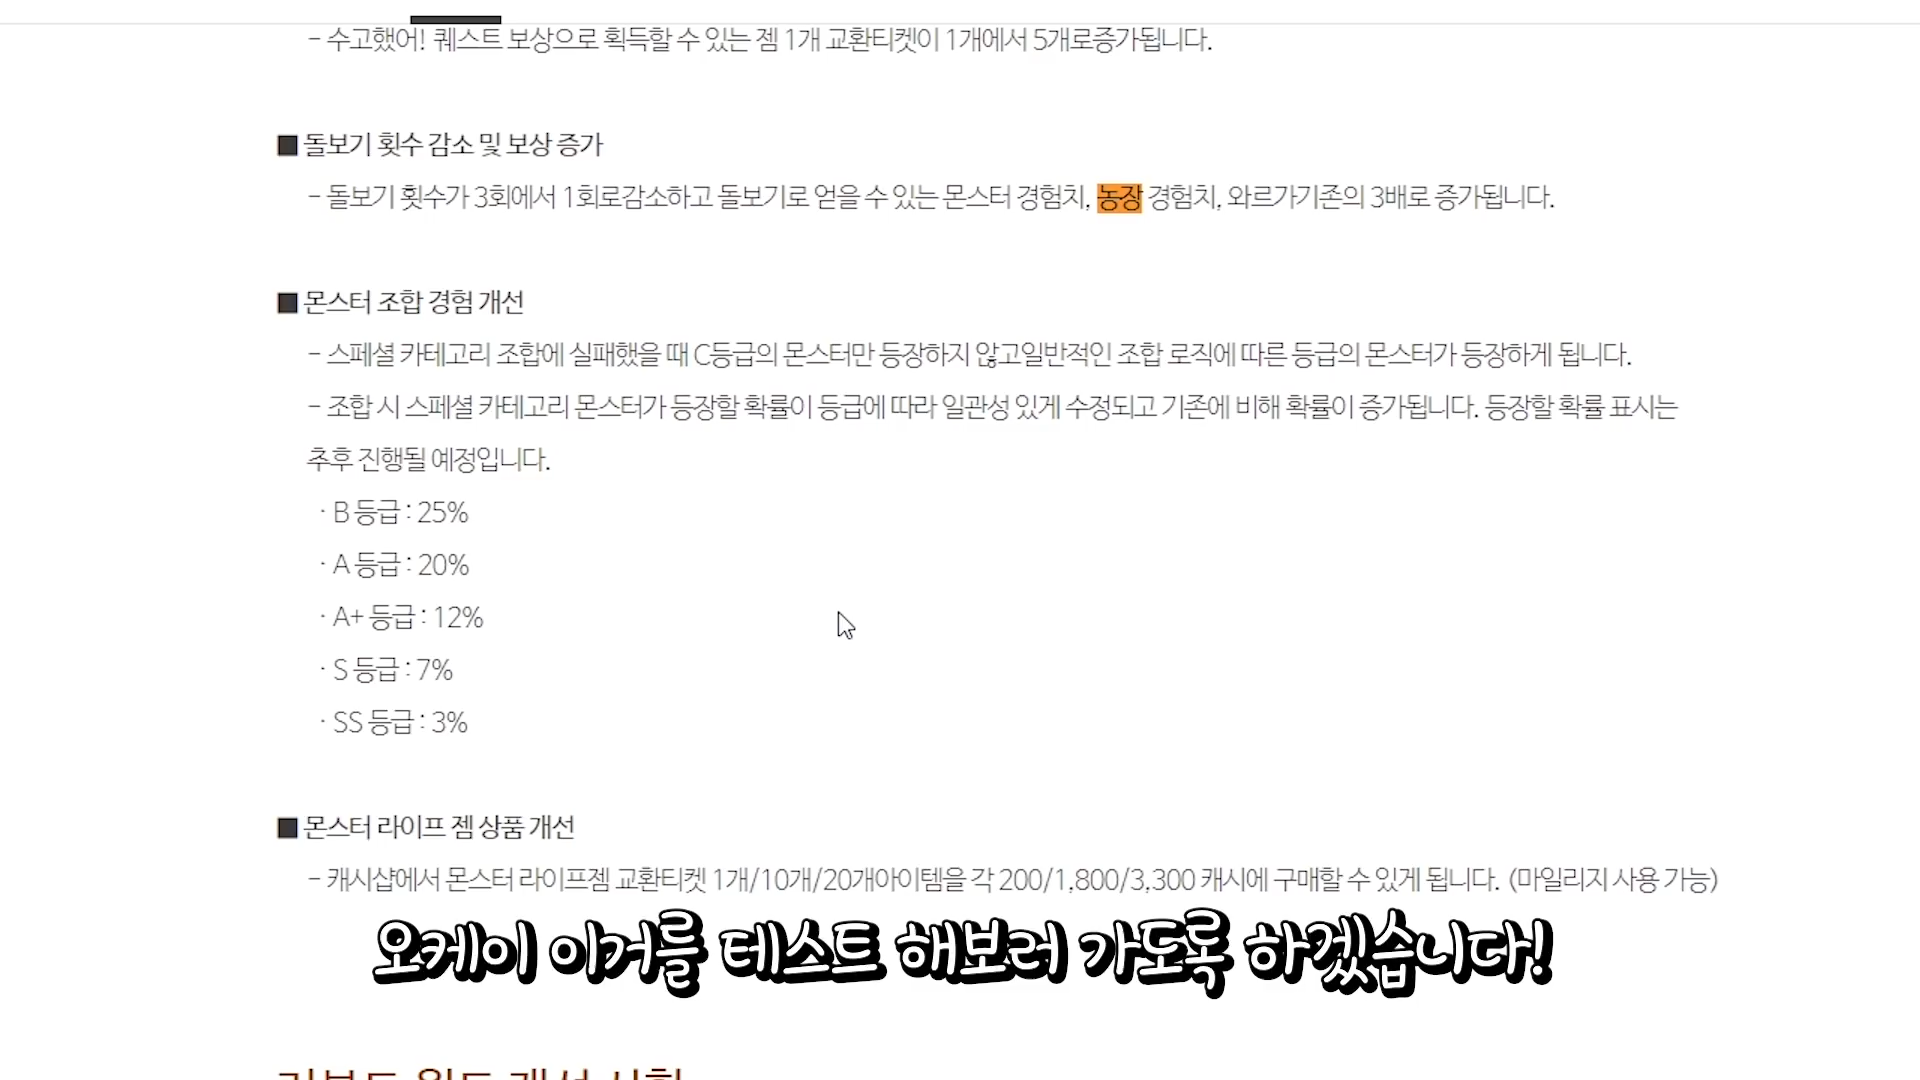 - 수고했어! 퀘스트 보상으로 획득할 수 있는 젬 1개 교환티켓이 1개에서 5개로증가됩니다.
■ 돌보기 횟수 감소 및 보상 증가
- 돌보기 횟수가 3회에서 1회로감소하고 돌보기로 얻을 수 있는 몬스터 경험치, 농장 경험치, 와르가기존의 3배로 증가됩니다.
■ 몬스터 조합 경험 개선
- 스페셜 카테고리 조합에 실패했을 때 C등급의 몬스터만 등장하지 않고일반적인 조합 로직에 따른 등급의 몬스터가 등장하게 됩니다.
- 조합 시 스페셜 카테고리 몬스터가 등장할 확률이 등급에 따라 일관성 있게 수정되고 기존에 비해 확률이 증가됩니다. 등장할 확률 표시는
추후 진행될 예정입니다.
· B 등급 : 25%
· A 등급 : 20%
· A+ 등급 : 12%
· S 등급 : 7%
· SS 등급 : 3%
■ 몬스터 라이프 젬 상품 개선
- 캐시샵에서 몬스터 라이프젬 교환티켓 1개/10개/20개아이템을 각 200/1,800/3,300 캐시에 구매할 수 있게 됩니다. (마일리지 사용 가능)
오케이 이거를 테스트 해보러 가도록 하겠습니다!